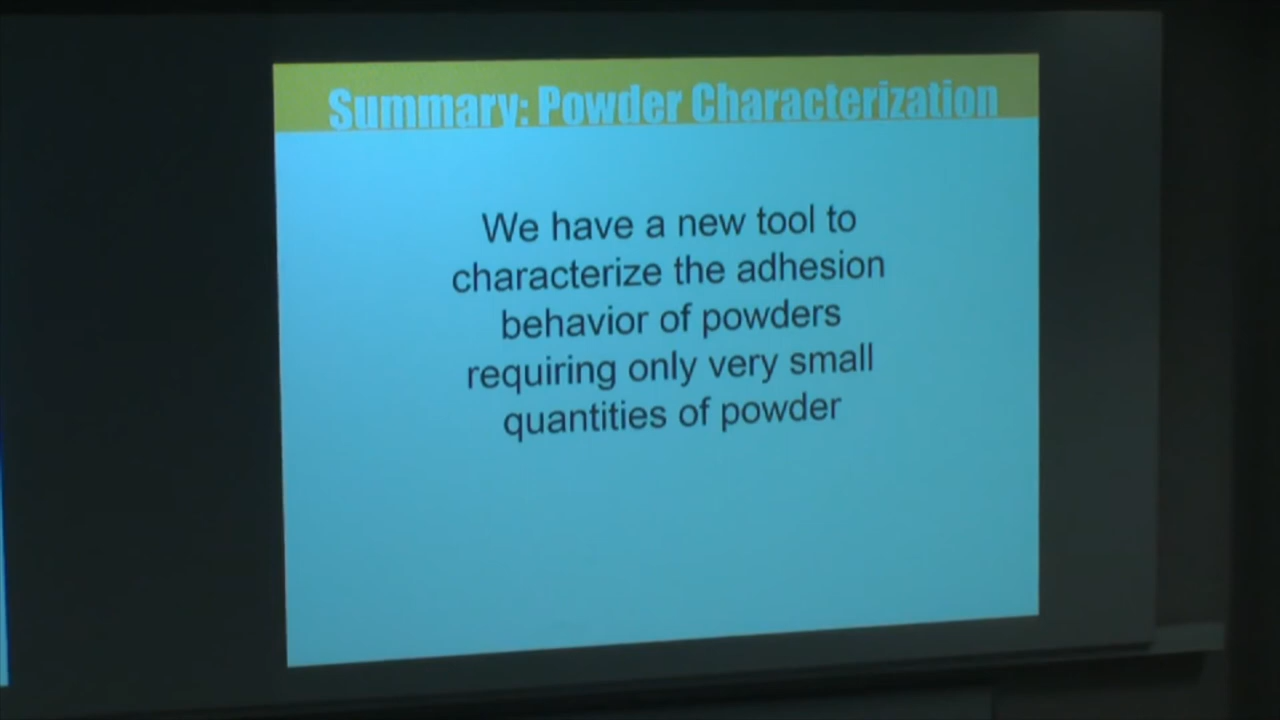 Summary: Powder Characterization
We have a new tool to
characterize the adhesion
behavior of powders
requiring only very small
quantities of powder